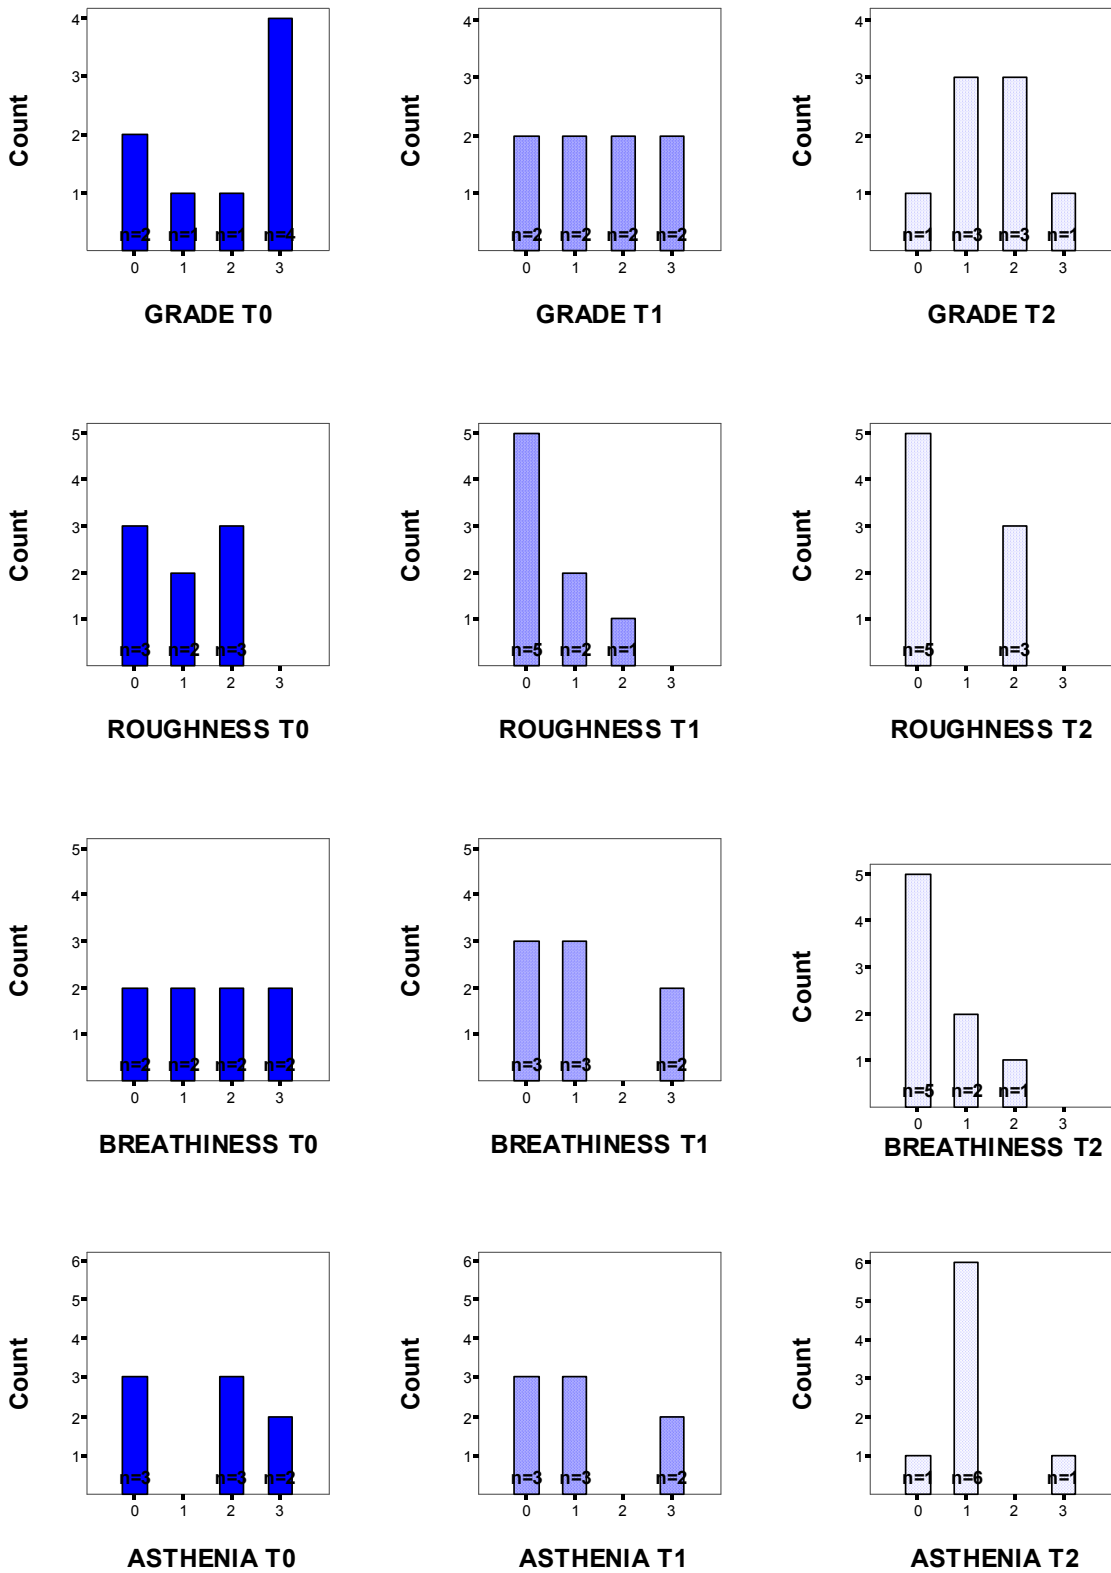 4 3 2 1
Count
n=2 n=1 n=1 n=4
0 1 2 3
GRADE T0
4 3 2 1
Count
n=2 n=2 n=2 n=2
0 1 2 3
GRADE T1
4 3 2 1
Count
n=1 n=3 n=3 n=1
0 1 2 3
GRADE T2
5 4 3 2 1
Count
n=3 n=2 n=3
0 1 2 3
ROUGHNESS T0
5 4 3 2 1
Count
n=5 n=2 n=1
0 1 2 3
ROUGHNESS T1
5 4 3 2 1
Count
n=5 n=3
0 1 2 3
ROUGHNESS T2
5 4 3 2 1
Count
n=2 n=2 n=2 n=2
0 1 2 3
BREATHINESS T0
5 4 3 2 1
Count
n=3 n=3 n=2
0 1 2 3
BREATHINESS T1
5 4 3 2 1
Count
n=5 n=2 n=1
0 1 2 3
BREATHINESS T2
6 5 4 3 2 1
Count
n=3 n=3 n=2
0 1 2 3
ASTHENIA T0
6 5 4 3 2 1
Count
n=3 n=3 n=2
0 1 2 3
ASTHENIA T1
6 5 4 3 2 1
Count
n=1 n=6 n=1
0 1 2 3
ASTHENIA T2